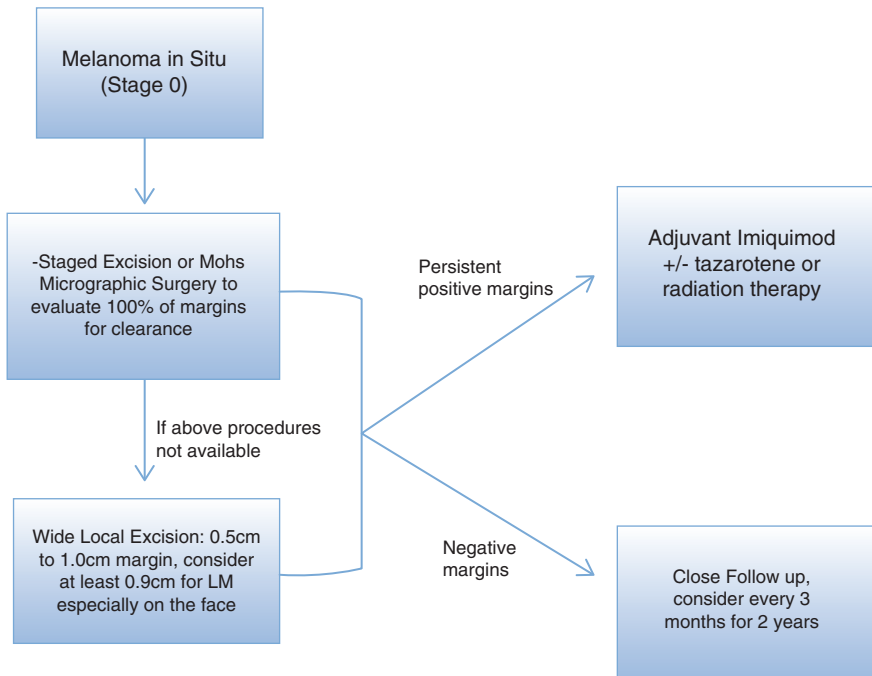 Melanoma in Situ
(Stage 0)
-Staged Excision or Mohs
Micrographic Surgery to
evaluate 100% of margins
for clearance
If above procedures
not available
Wide Local Excision: 0.5cm
to 1.0cm margin, consider
at least 0.9cm for LM
especially on the face
Persistent
positive margins
Adjuvant Imiquimod
+/- tazarotene or
radiation therapy
Negative
margins
Close Follow up,
consider every 3
months for 2 years